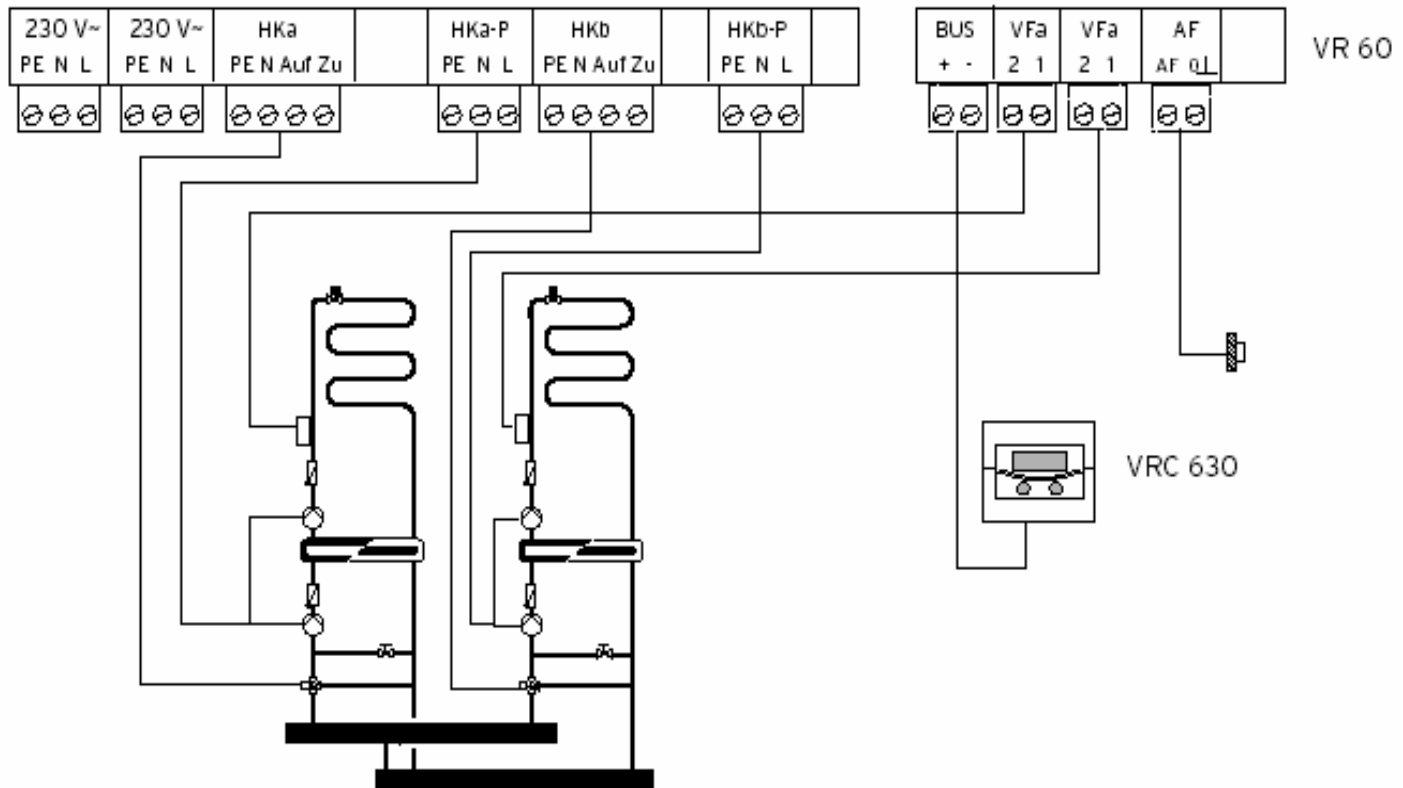 230 V~ 230 V~ HKa HKa-P HKb HKb-P BUS VFa VFa AF
PE N L PE N L PE N Auf Zu PE N L PE N Auf Zu PE N L + - 2 1 2 1 AF 0
VR 60
VRC 630